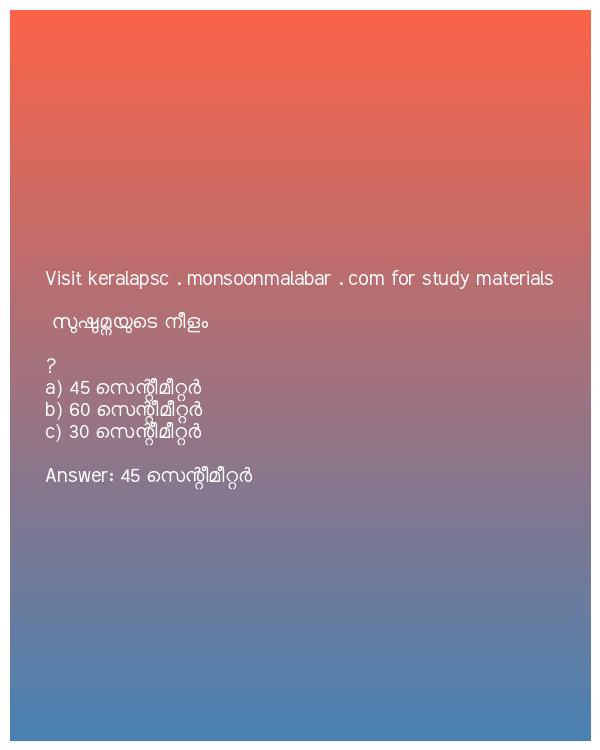 Visit keralapsc . monsoonmalabar . com for study materials
സുഷുമ്നയുടെ നീളം
?
a) 45 സെന്റീമീറ്റർ
b) 60 സെന്റീമീറ്റർ
c) 30 സെന്റീമീറ്റർ
Answer: 45 സെന്റീമീറ്റർ